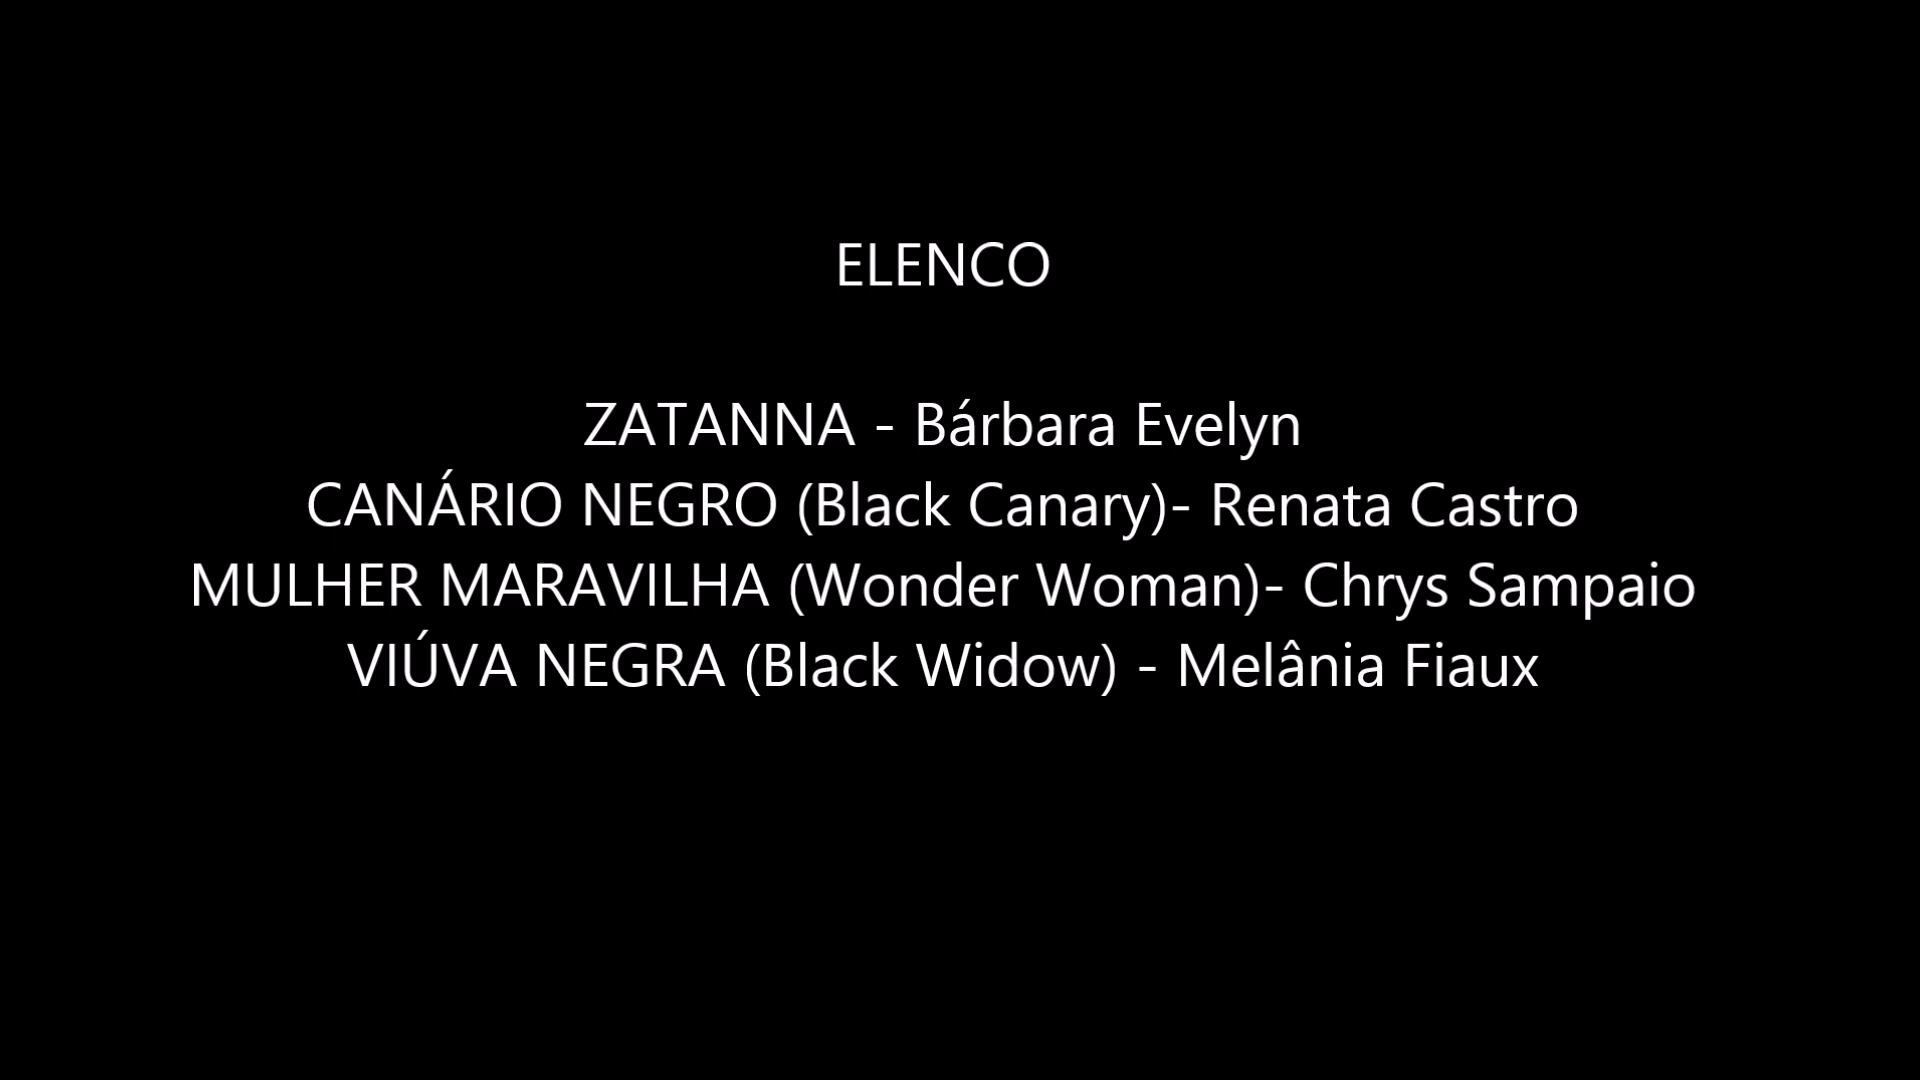 ELENCO
ZATANNA - Bárbara Evelyn
CANÁRIO NEGRO (Black Canary)- Renata Castro
MULHER MARAVILHA (Wonder Woman)- Chrys Sampaio
VIÚVA NEGRA (Black Widow) - Melânia Fiaux